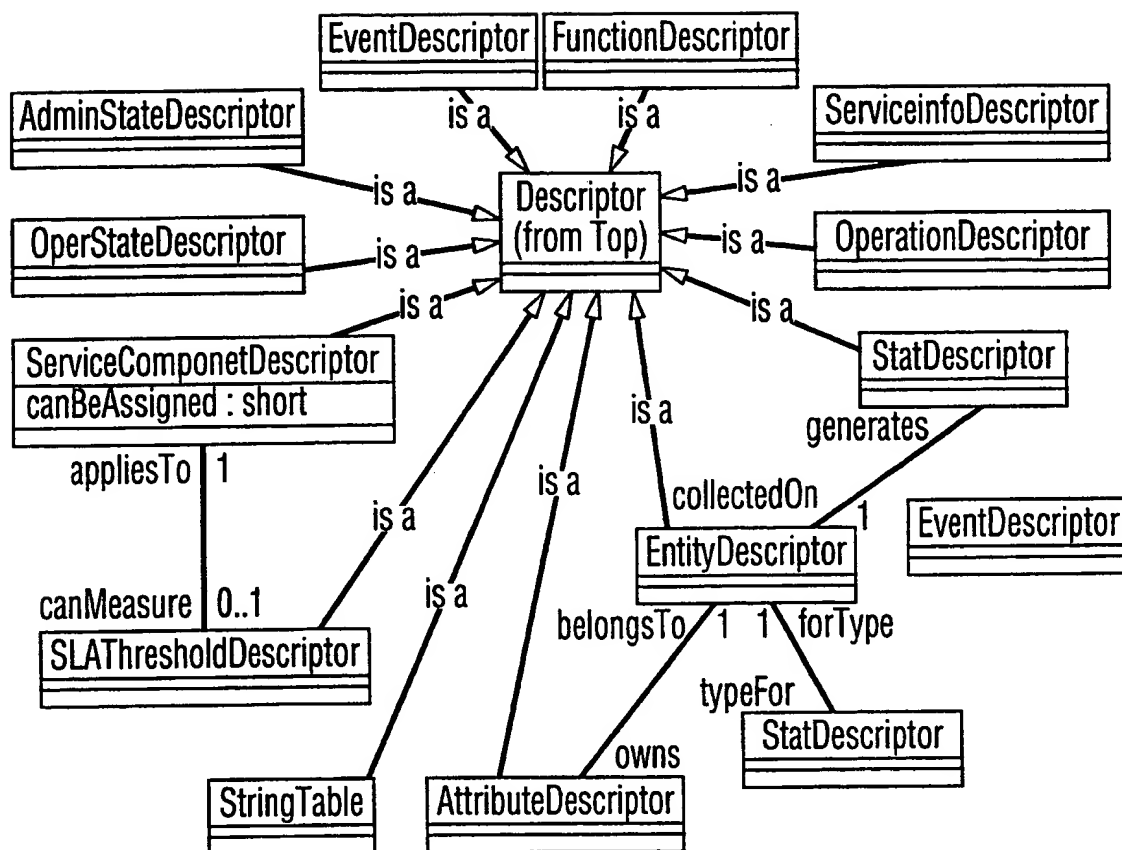 EventDescriptor
FunctionDescriptor
AdminStateDescriptor
ServiceinfoDescriptor
is a
is a
is a
is a
Descriptor
(from Top)
OperStateDescriptor
OperationDescriptor
is a
is a
is a
is a
ServiceComponetDescriptor
canBeAssigned : short
StatDescriptor
is a
generates
appliesTo 1
is a
is a
collectedOn
1
EventDescriptor
EntityDescriptor
is a
canMeasure 0..1
belongsTo 1 1 forType
SLAThresholdDescriptor
typeFor
StatDescriptor
owns
StringTable
AttributeDescriptor